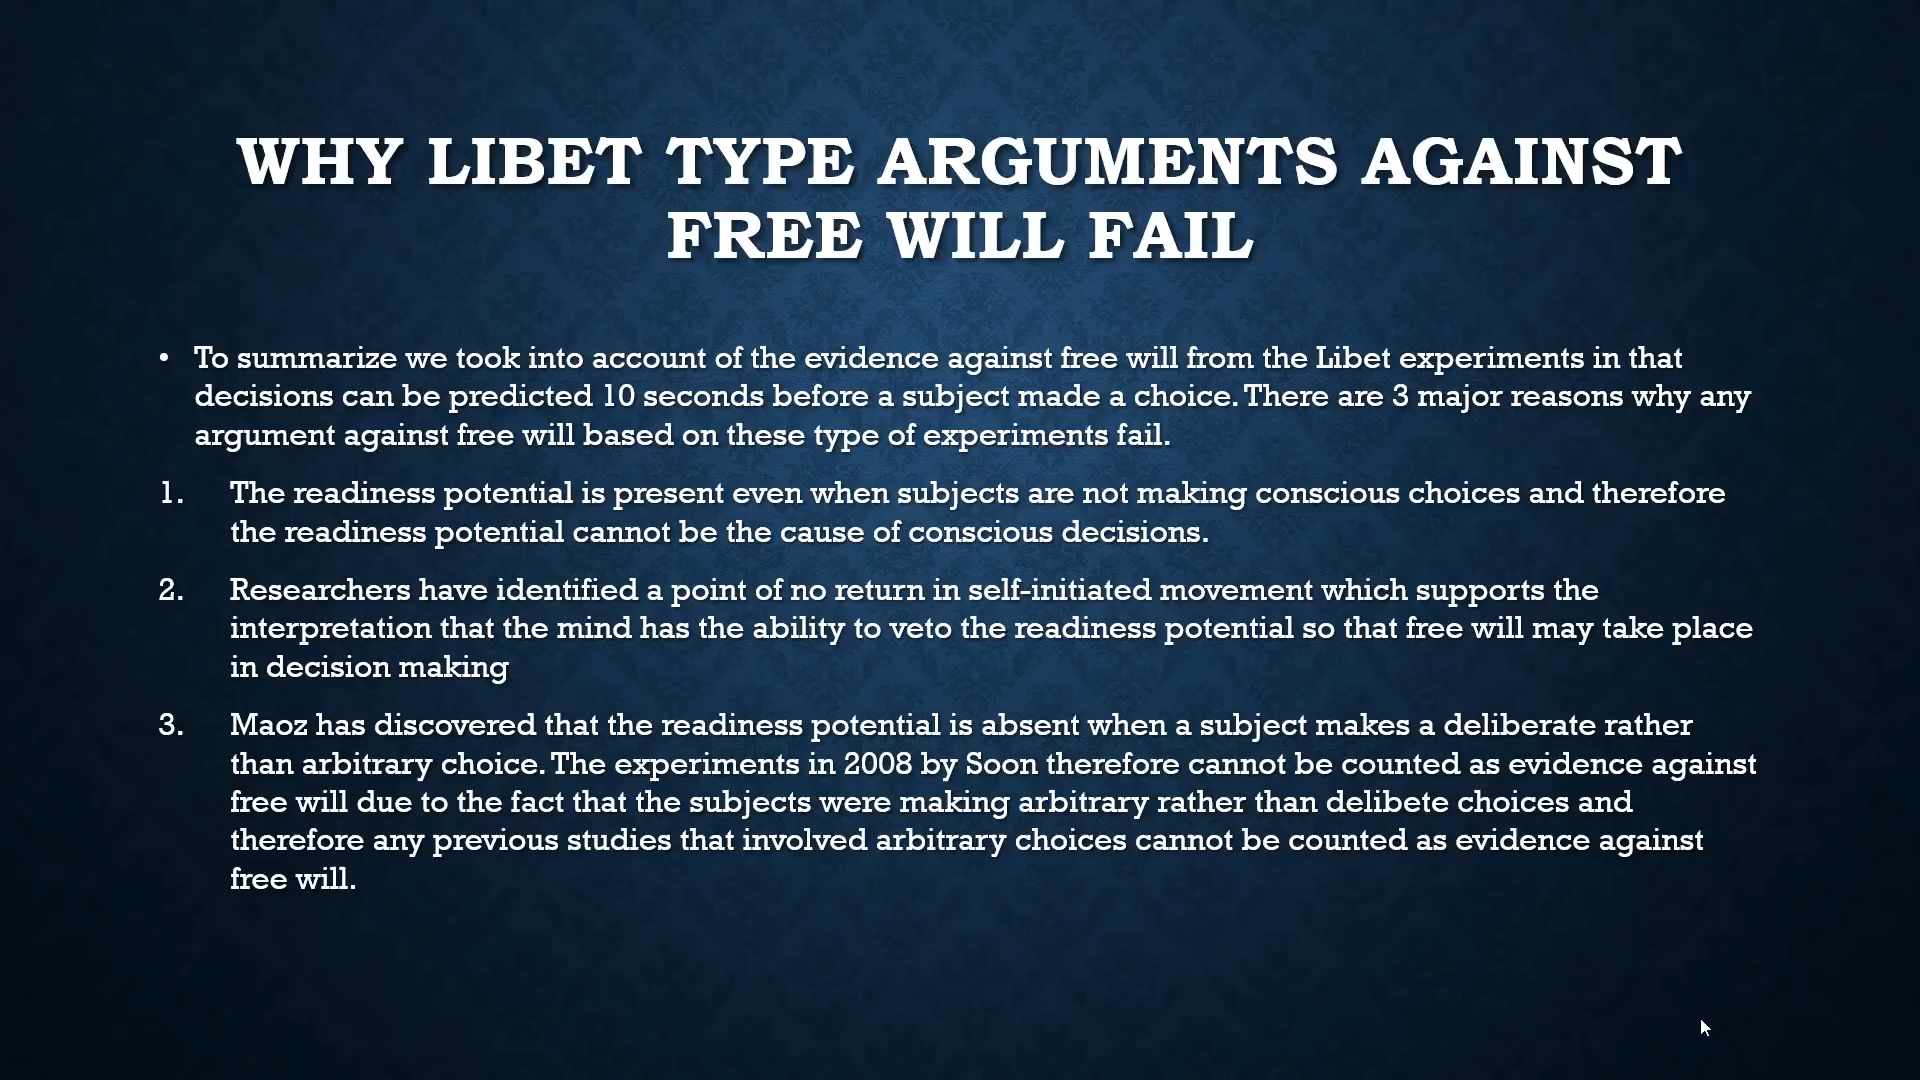 WHY LIBET TYPE ARGUMENTS AGAINST
FREE WILL FAIL
• To summarize we took into account of the evidence against free will from the Libet experiments in that
decisions can be predicted 10 seconds before a subject made a choice. There are 3 major reasons why any
argument against free will based on these type of experiments fail.
1. The readiness potential is present even when subjects are not making conscious choices and therefore
the readiness potential cannot be the cause of conscious decisions.
2. Researchers have identified a point of no return in self-initiated movement which supports the
interpretation that the mind has the ability to veto the readiness potential so that free will may take place
in decision making
3. Maoz has discovered that the readiness potential is absent when a subject makes a deliberate rather
than arbitrary choice. The experiments in 2008 by Soon therefore cannot be counted as evidence against
free will due to the fact that the subjects were making arbitrary rather than delibete choices and
therefore any previous studies that involved arbitrary choices cannot be counted as evidence against
free will.